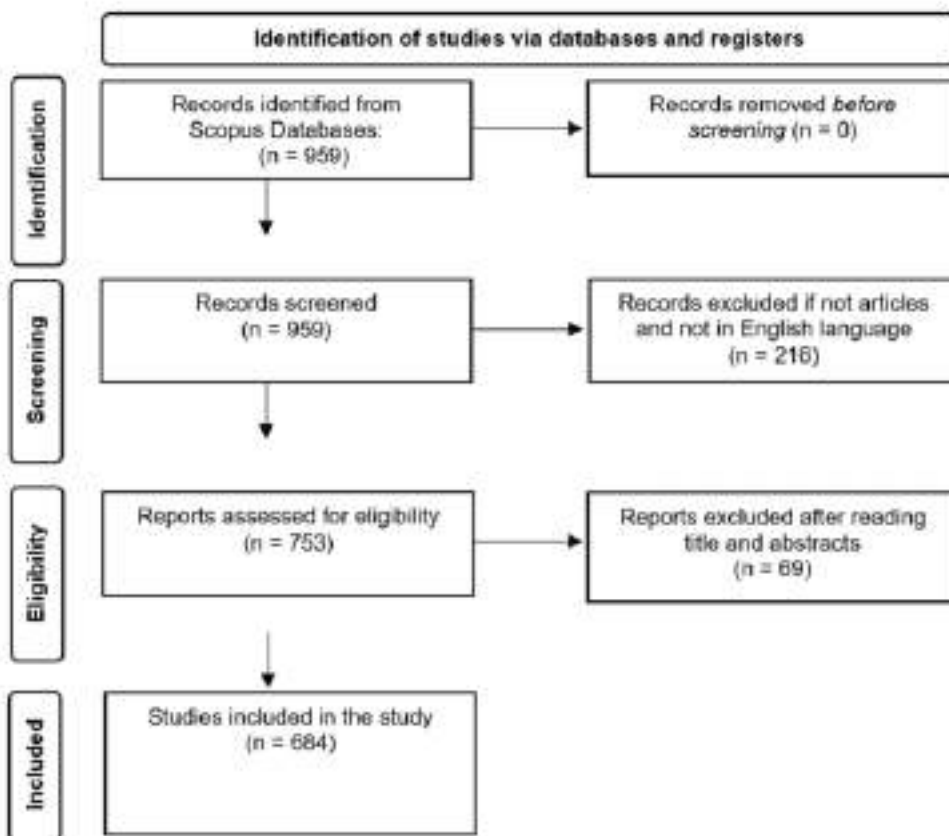 Identification of studies via databases and registers
Identification
Records identified from
Scopus Databases:
(n = 959)
Records removed before
screening (n = 0)
Screening
Records screened
(n = 959)
Records excluded if not articles
and not in English language
(n = 216)
Eligibility
Reports assessed for eligibility
(n = 753)
Reports excluded after reading
title and abstracts
(n = 69)
Included
Studies included in the study
(n = 684)